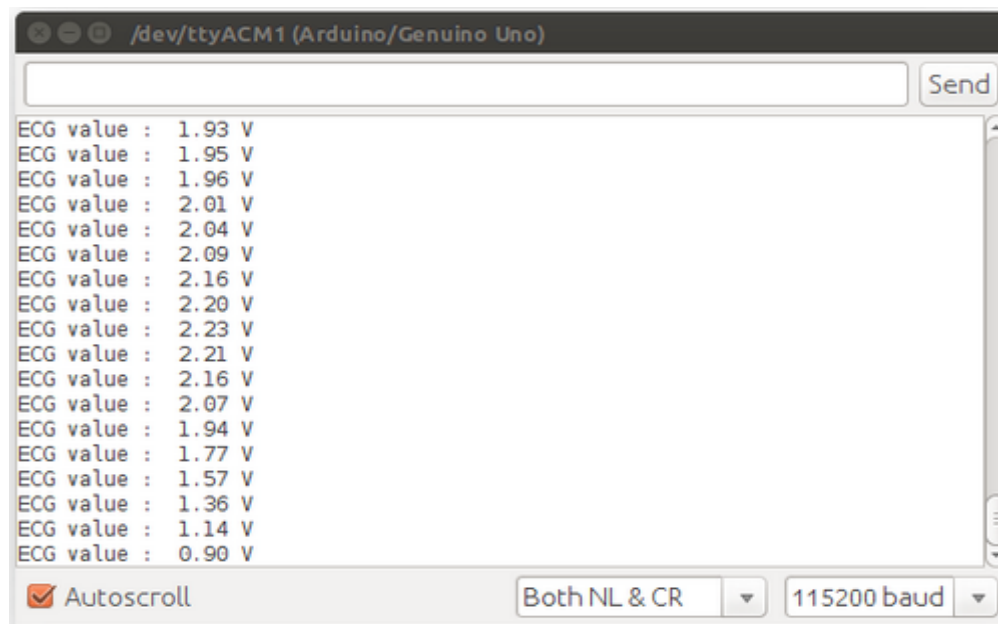 /dev/ttyACM1 (Arduino/Genuino Uno)
Send
ECG value :  1.93 V
ECG value :  1.95 V
ECG value :  1.96 V
ECG value :  2.01 V
ECG value :  2.04 V
ECG value :  2.09 V
ECG value :  2.16 V
ECG value :  2.20 V
ECG value :  2.23 V
ECG value :  2.21 V
ECG value :  2.16 V
ECG value :  2.07 V
ECG value :  1.94 V
ECG value :  1.77 V
ECG value :  1.57 V
ECG value :  1.36 V
ECG value :  1.14 V
ECG value :  0.90 V
Autoscroll Both NL & CR 115200 baud